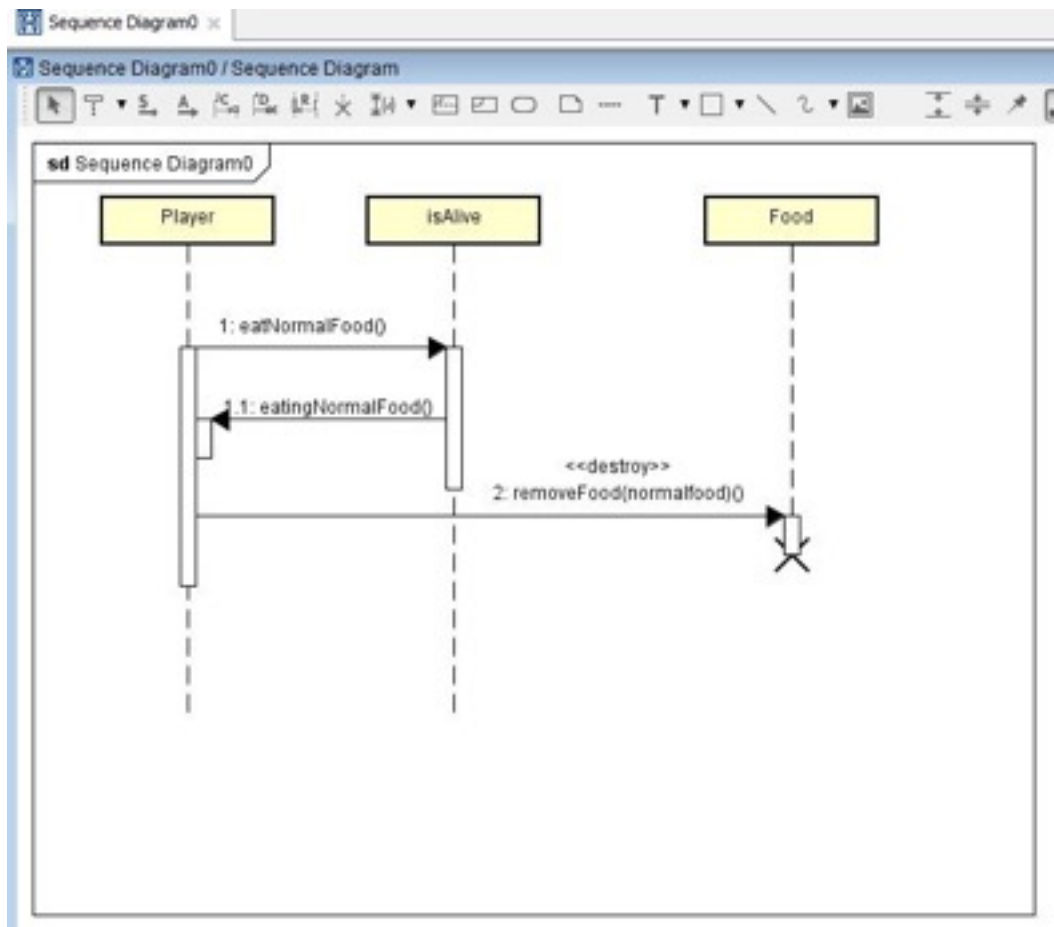 Sequence Diagram0
Sequence Diagram0 / Sequence Diagram
sd Sequence Diagram0
Player
isAlive
Food
1: eatNormalFood()
1.1: eatingNormalFood()
<<destroy>>
2: removeFood(normalfood)()